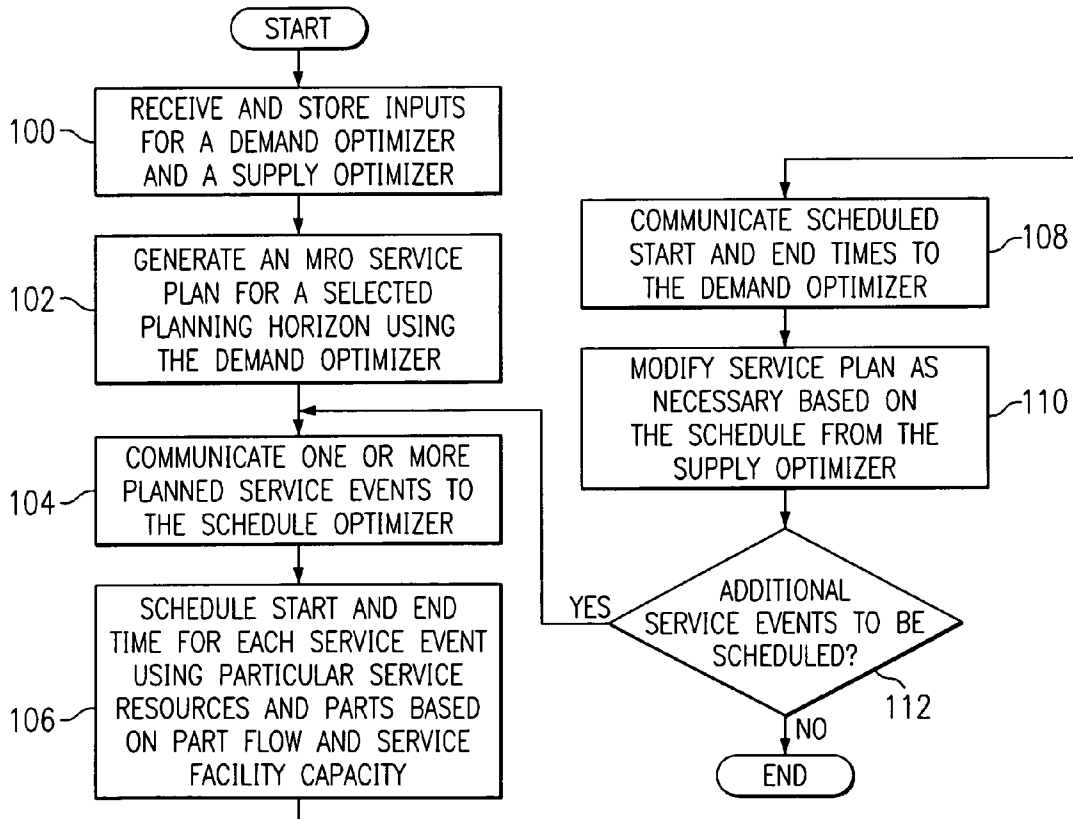 START
100
RECEIVE AND STORE INPUTS
FOR A DEMAND OPTIMIZER
AND A SUPPLY OPTIMIZER
102
GENERATE AN MRO SERVICE
PLAN FOR A SELECTED
PLANNING HORIZON USING
THE DEMAND OPTIMIZER
104
COMMUNICATE ONE OR MORE
PLANNED SERVICE EVENTS TO
THE SCHEDULE OPTIMIZER
106
SCHEDULE START AND END
TIME FOR EACH SERVICE EVENT
USING PARTICULAR SERVICE
RESOURCES AND PARTS BASED
ON PART FLOW AND SERVICE
FACILITY CAPACITY
COMMUNICATE SCHEDULED
START AND END TIMES TO
THE DEMAND OPTIMIZER
108
MODIFY SERVICE PLAN AS
NECESSARY BASED ON
THE SCHEDULE FROM THE
SUPPLY OPTIMIZER
110
YES
ADDITIONAL
SERVICE EVENTS TO BE
SCHEDULED?
112
NO
END